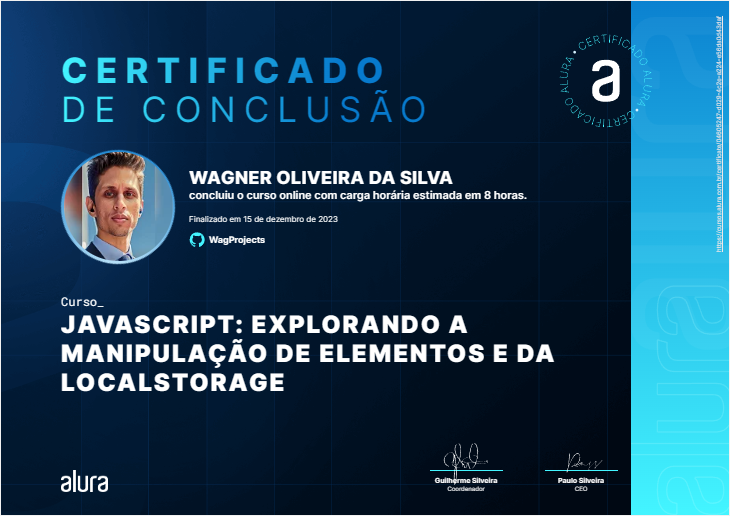 CERTIFICADO
DE CONCLUSÃO
CERTIFICADO ALURA • CERTIFICADO ALURA •
a
WAGNER OLIVEIRA DA SILVA
concluiu o curso online com carga horária estimada em 8 horas.
Finalizado em 15 de dezembro de 2023
WagProjects
Curso_
JAVASCRIPT: EXPLORANDO A
MANIPULAÇÃO DE ELEMENTOS E DA
LOCALSTORAGE
alura
Guilherme Silveira
Coordenador
Paulo Silveira
CEO
alura